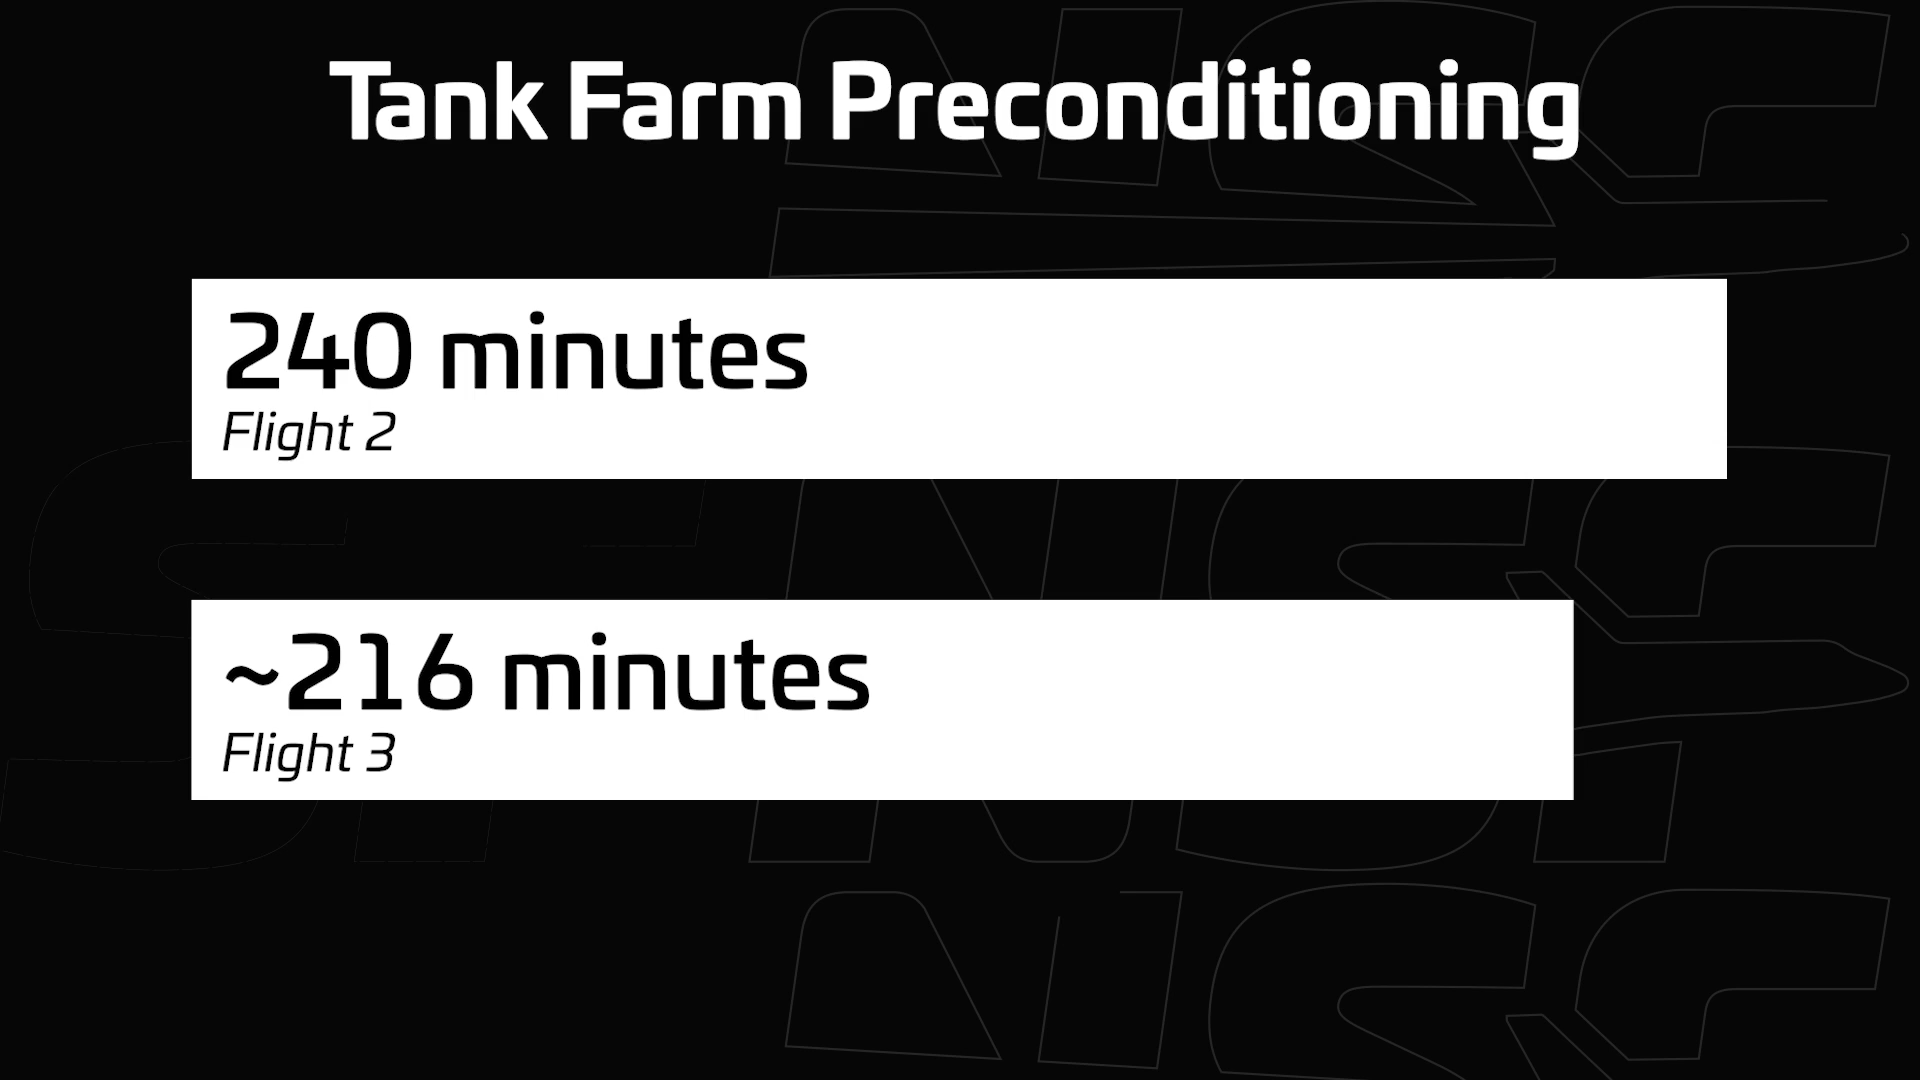 Tank Farm Preconditioning
240 minutes
Flight 2
~216 minutes
Flight 3